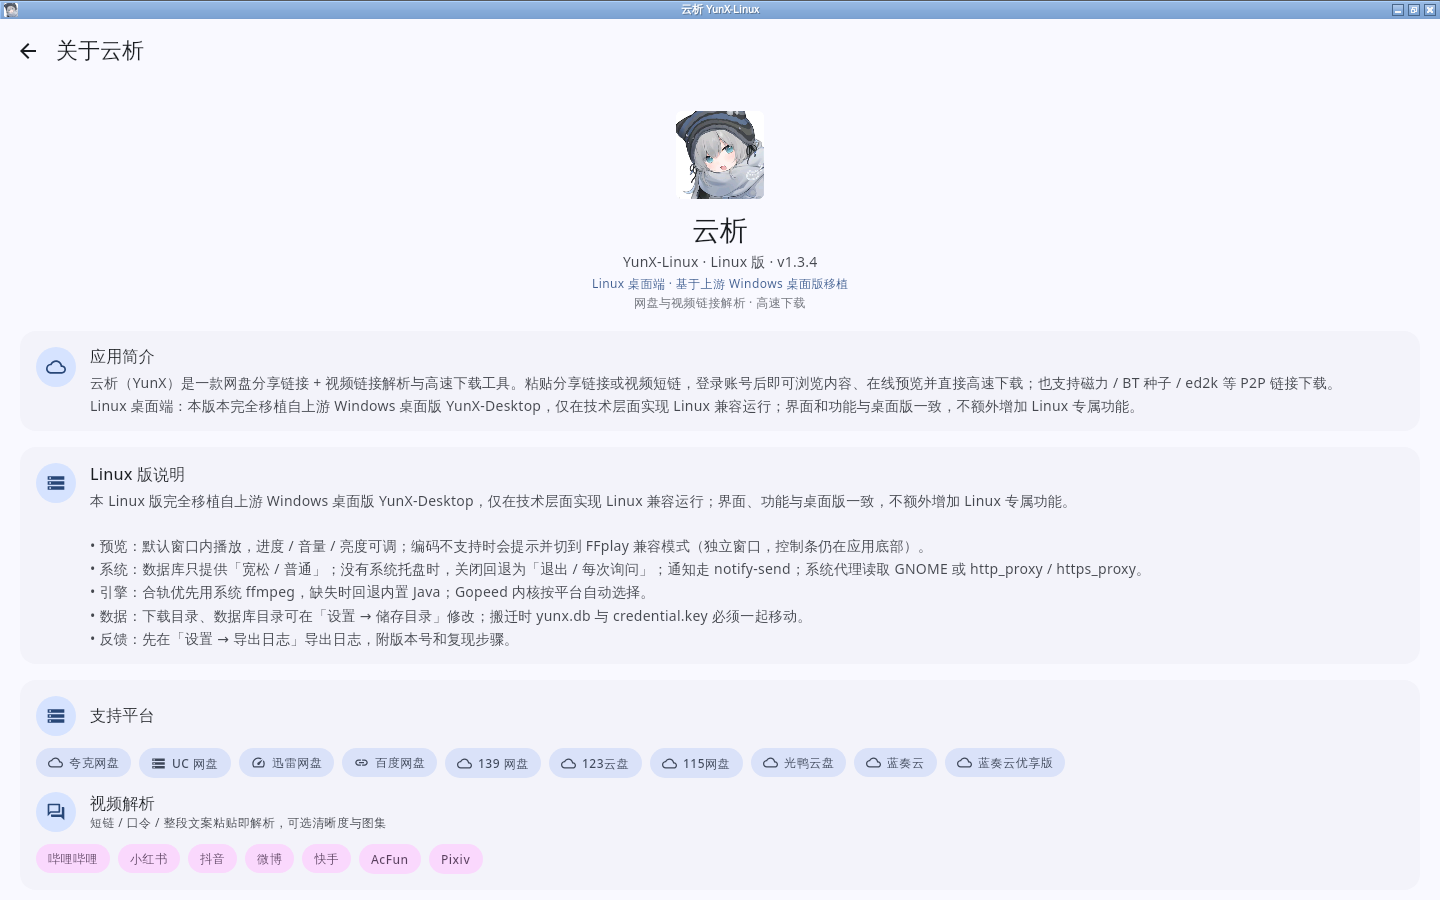 云析 YunX-Linux
关于云析
云析
YunX-Linux · Linux 版 · v1.3.4
Linux 桌面端 · 基于上游 Windows 桌面版移植
网盘与视频链接解析 · 高速下载
应用简介
云析（YunX）是一款网盘分享链接 + 视频链接解析与高速下载工具。粘贴分享链接或视频短链，登录账号后即可浏览内容、在线预览并直接高速下载；也支持磁力 / BT 种子 / ed2k 等 P2P 链接下载。
Linux 桌面端：本版本完全移植自上游 Windows 桌面版 YunX-Desktop，仅在技术层面实现 Linux 兼容运行；界面和功能与桌面版一致，不额外增加 Linux 专属功能。
Linux 版说明
本 Linux 版完全移植自上游 Windows 桌面版 YunX-Desktop，仅在技术层面实现 Linux 兼容运行；界面、功能与桌面版一致，不额外增加 Linux 专属功能。
• 预览：默认窗口内播放，进度 / 音量 / 亮度可调；编码不支持时会提示并切到 FFplay 兼容模式（独立窗口，控制条仍在应用底部）。
• 系统：数据库只提供「宽松 / 普通」；没有系统托盘时，关闭回退为「退出 / 每次询问」；通知走 notify-send；系统代理读取 GNOME 或 http_proxy / https_proxy。
• 引擎：合轨优先用系统 ffmpeg，缺失时回退内置 Java；Gopeed 内核按平台自动选择。
• 数据：下载目录、数据库目录可在「设置 → 储存目录」修改；搬迁时 yunx.db 与 credential.key 必须一起移动。
• 反馈：先在「设置 → 导出日志」导出日志，附版本号和复现步骤。
支持平台
夸克网盘 UC 网盘 迅雷网盘 百度网盘 139 网盘 123云盘 115网盘 光鸭云盘 蓝奏云 蓝奏云优享版
视频解析
短链 / 口令 / 整段文案粘贴即解析，可选清晰度与图集
哔哩哔哩 小红书 抖音 微博 快手 AcFun Pixiv